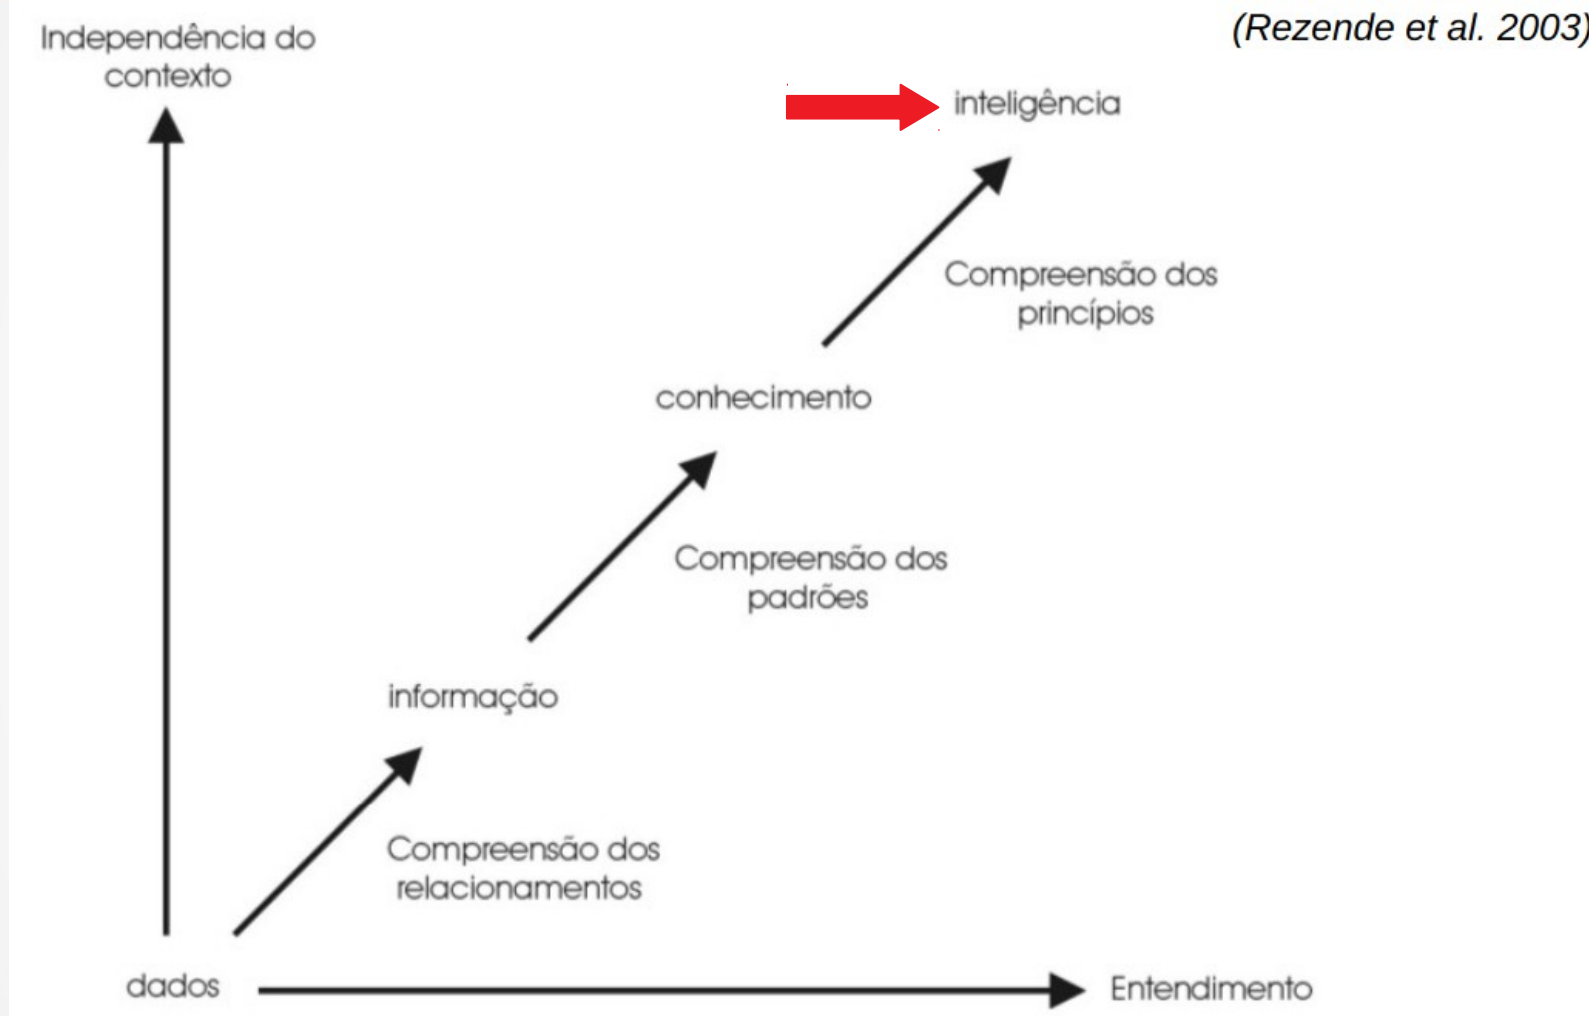 (Rezende et al. 2003)
Independência do
contexto
inteligência
Compreensão dos
princípios
conhecimento
Compreensão dos
padrões
informação
Compreensão dos
relacionamentos
dados
Entendimento